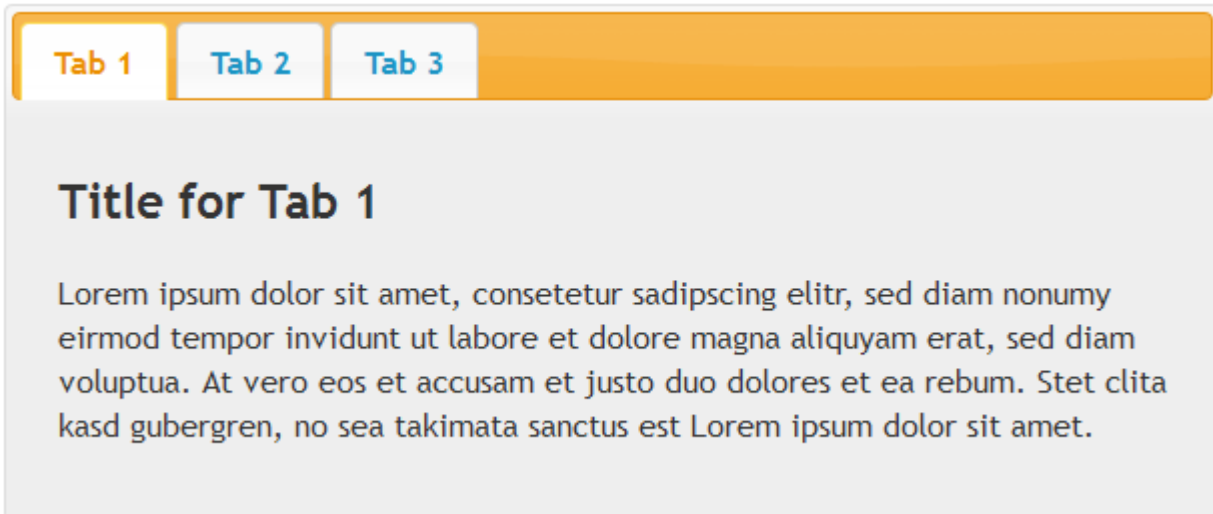 Tab 1 Tab 2 Tab 3
Title for Tab 1
Lorem ipsum dolor sit amet, consetetur sadipscing elitr, sed diam nonumy
eirmod tempor invidunt ut labore et dolore magna aliquyam erat, sed diam
voluptua. At vero eos et accusam et justo duo dolores et ea rebum. Stet clita
kasd gubergren, no sea takimata sanctus est Lorem ipsum dolor sit amet.